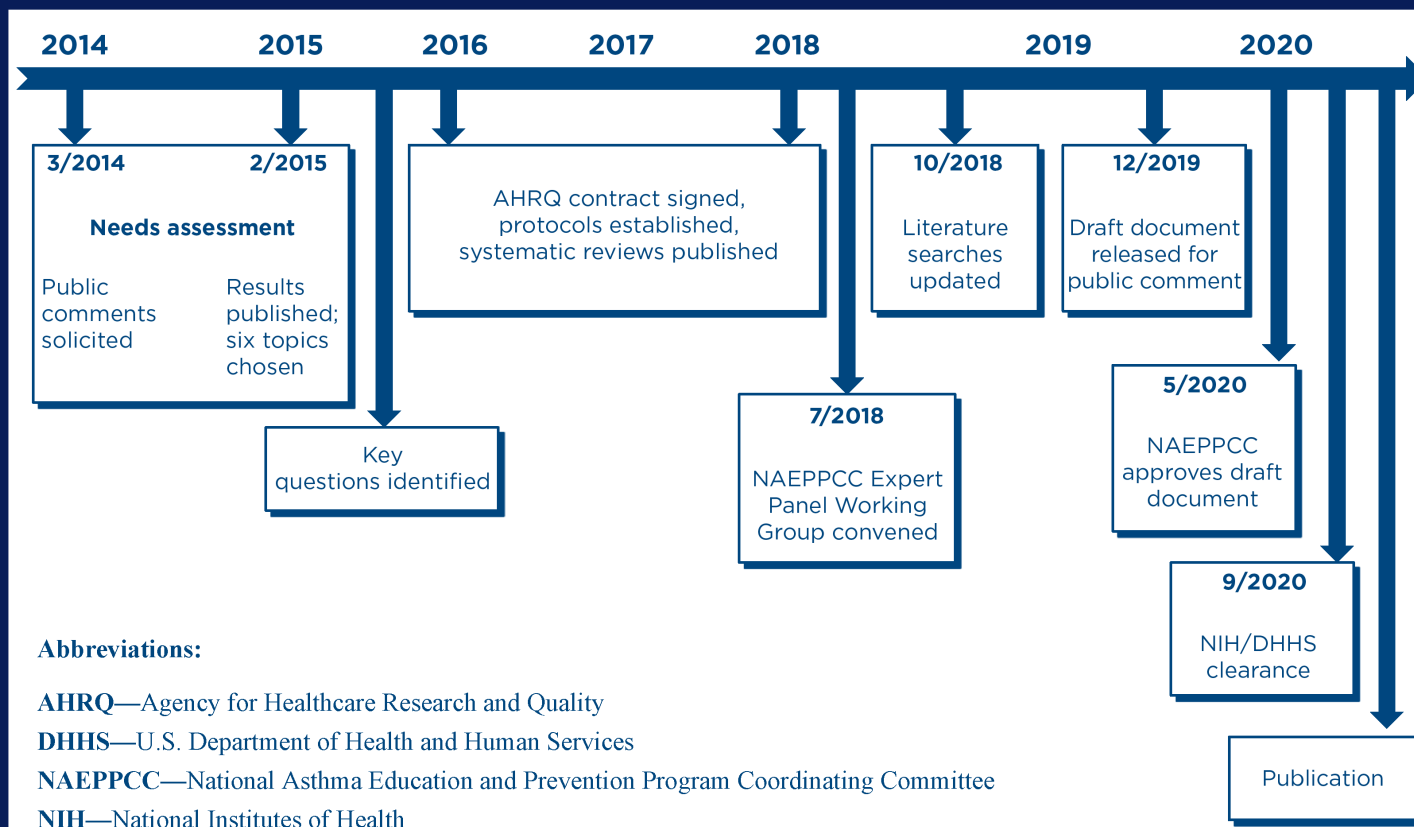 2014 2015 2016 2017 2018 2019 2020
3/2014 2/2015
Needs assessment
Public
comments
solicited
Results
published;
six topics
chosen
Key
questions identified
AHRQ contract signed,
protocols established,
systematic reviews published
7/2018
NAEPPCC Expert
Panel Working
Group convened
10/2018
Literature
searches
updated
12/2019
Draft document
released for
public comment
5/2020
NAEPPCC
approves draft
document
9/2020
NIH/DHHS
clearance
Publication
Abbreviations:
AHRQ—Agency for Healthcare Research and Quality
DHHS—U.S. Department of Health and Human Services
NAEPPCC—National Asthma Education and Prevention Program Coordinating Committee
NIH—National Institutes of Health